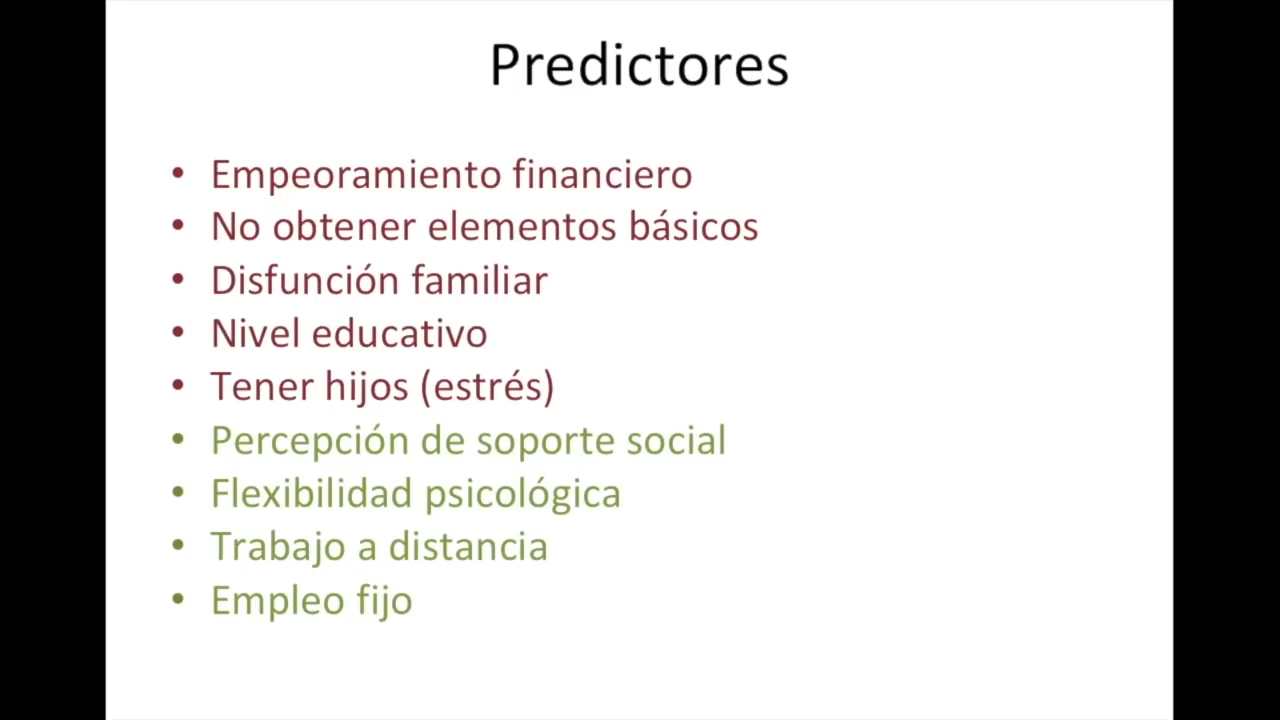 Predictores
• Empeoramiento financiero
• No obtener elementos básicos
• Disfunción familiar
• Nivel educativo
• Tener hijos (estrés)
• Percepción de soporte social
• Flexibilidad psicológica
• Trabajo a distancia
• Empleo fijo